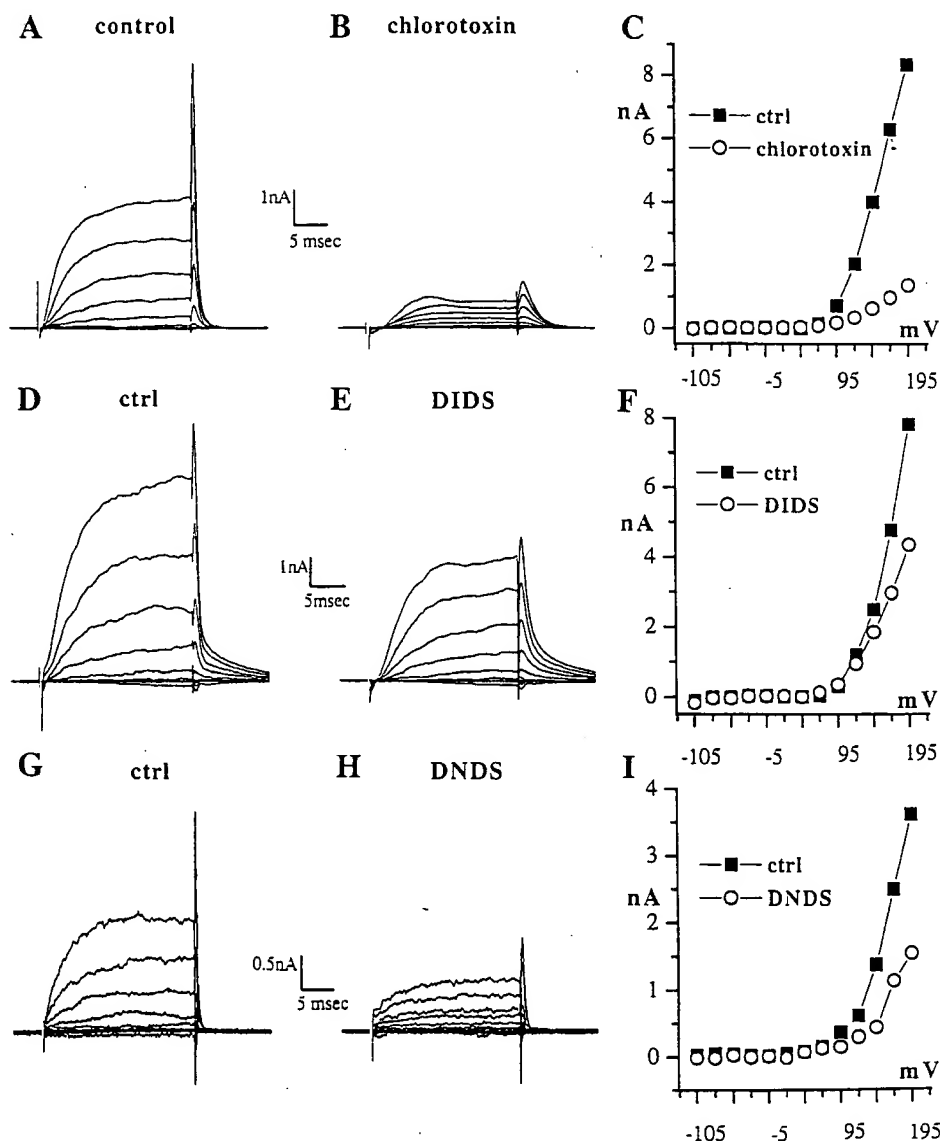 A control
B chlorotoxin
C
8
nA
6
4
2
0
ctrl
chlorotoxin
mV
-105 -5 95 195
1nA
5 msec
D ctrl
E DIDS
F
8
6
nA
4
2
0
ctrl
DIDS
mV
-105 -5 95 195
1nA
5msec
G ctrl
H DNDS
I
4
3
nA
2
1
0
ctrl
DNDS
mV
-105 -5 95 195
0.5nA
5 msec